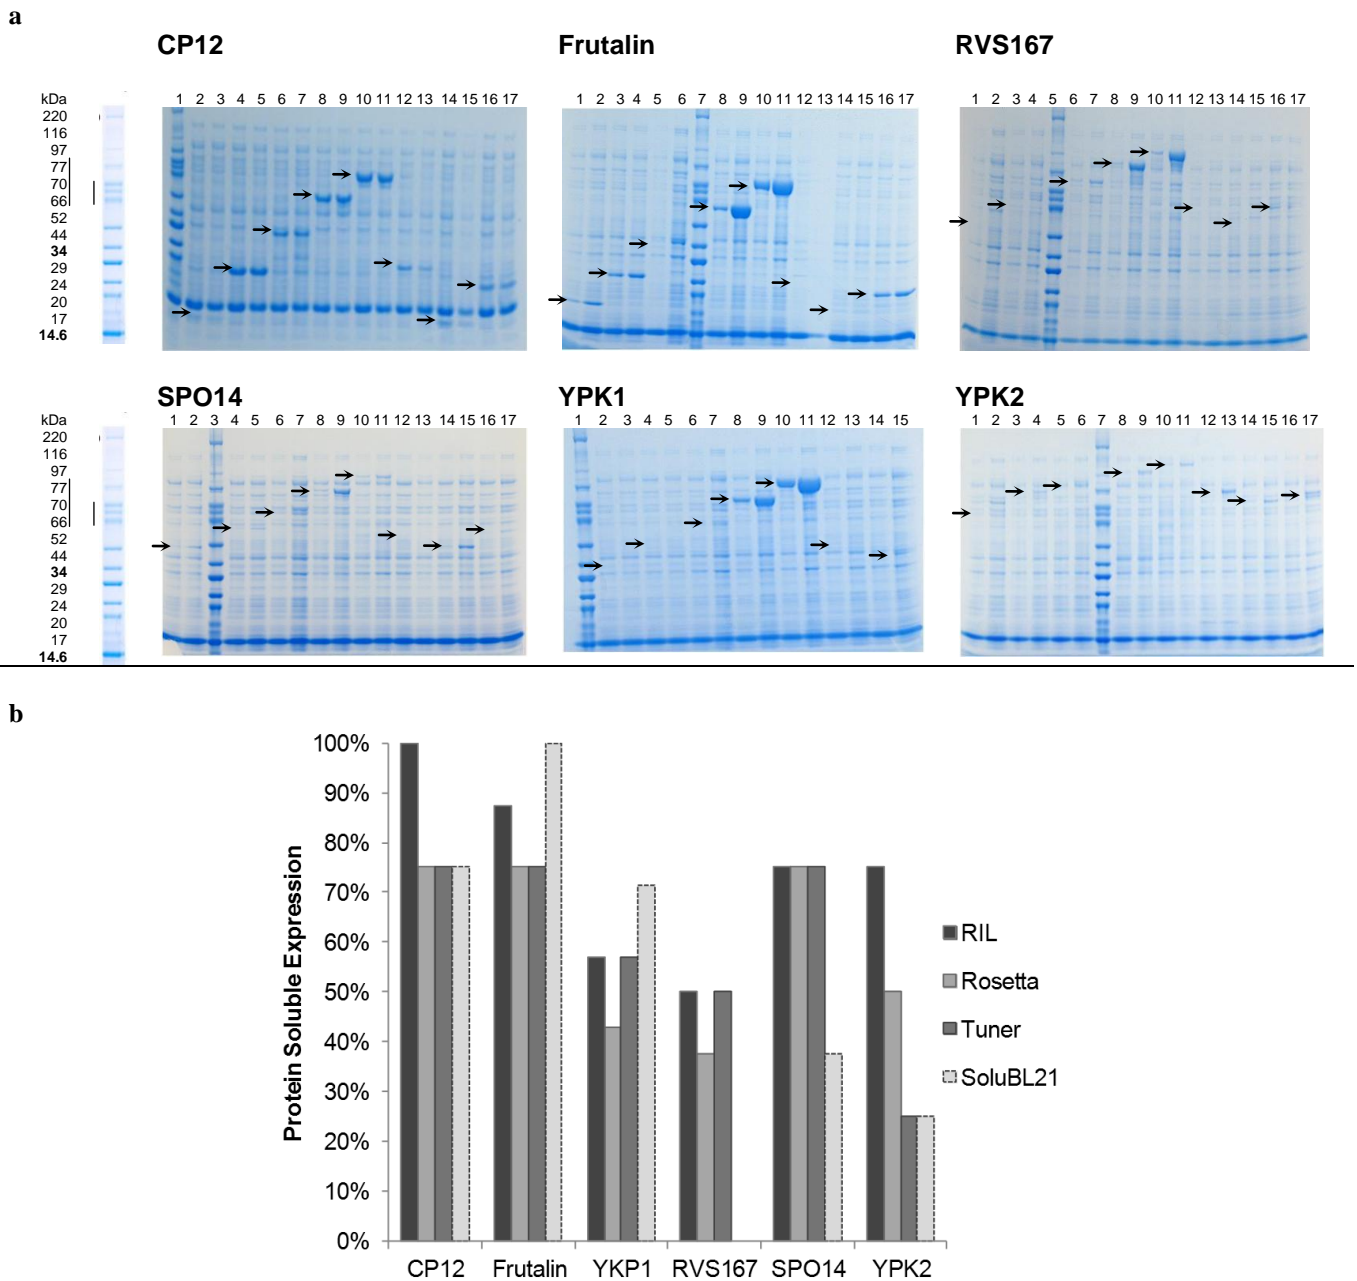 a
CP12
Frutalin
RVS167
kDa
220
116
97
77
70
66
52
44
34
29
24
20
17
14.6
1 2 3 4 5 6 7 8 9 10 11 12 13 14 15 16 17
1 2 3 4 5 6 7 8 9 10 11 12 13 14 15 16 17
1 2 3 4 5 6 7 8 9 10 11 12 13 14 15 16 17
SPO14
YPK1
YPK2
kDa
220
116
97
77
70
66
52
44
34
29
24
20
17
14.6
1 2 3 4 5 6 7 8 9 10 11 12 13 14 15 16 17
1 2 3 4 5 6 7 8 9 10 11 12 13 14 15
1 2 3 4 5 6 7 8 9 10 11 12 13 14 15 16 17
b
Protein Soluble Expression
100%
90%
80%
70%
60%
50%
40%
30%
20%
10%
0%
CP12 Frutalin YKP1 RVS167 SPO14 YPK2
RIL
Rosetta
Tuner
SoluBL21